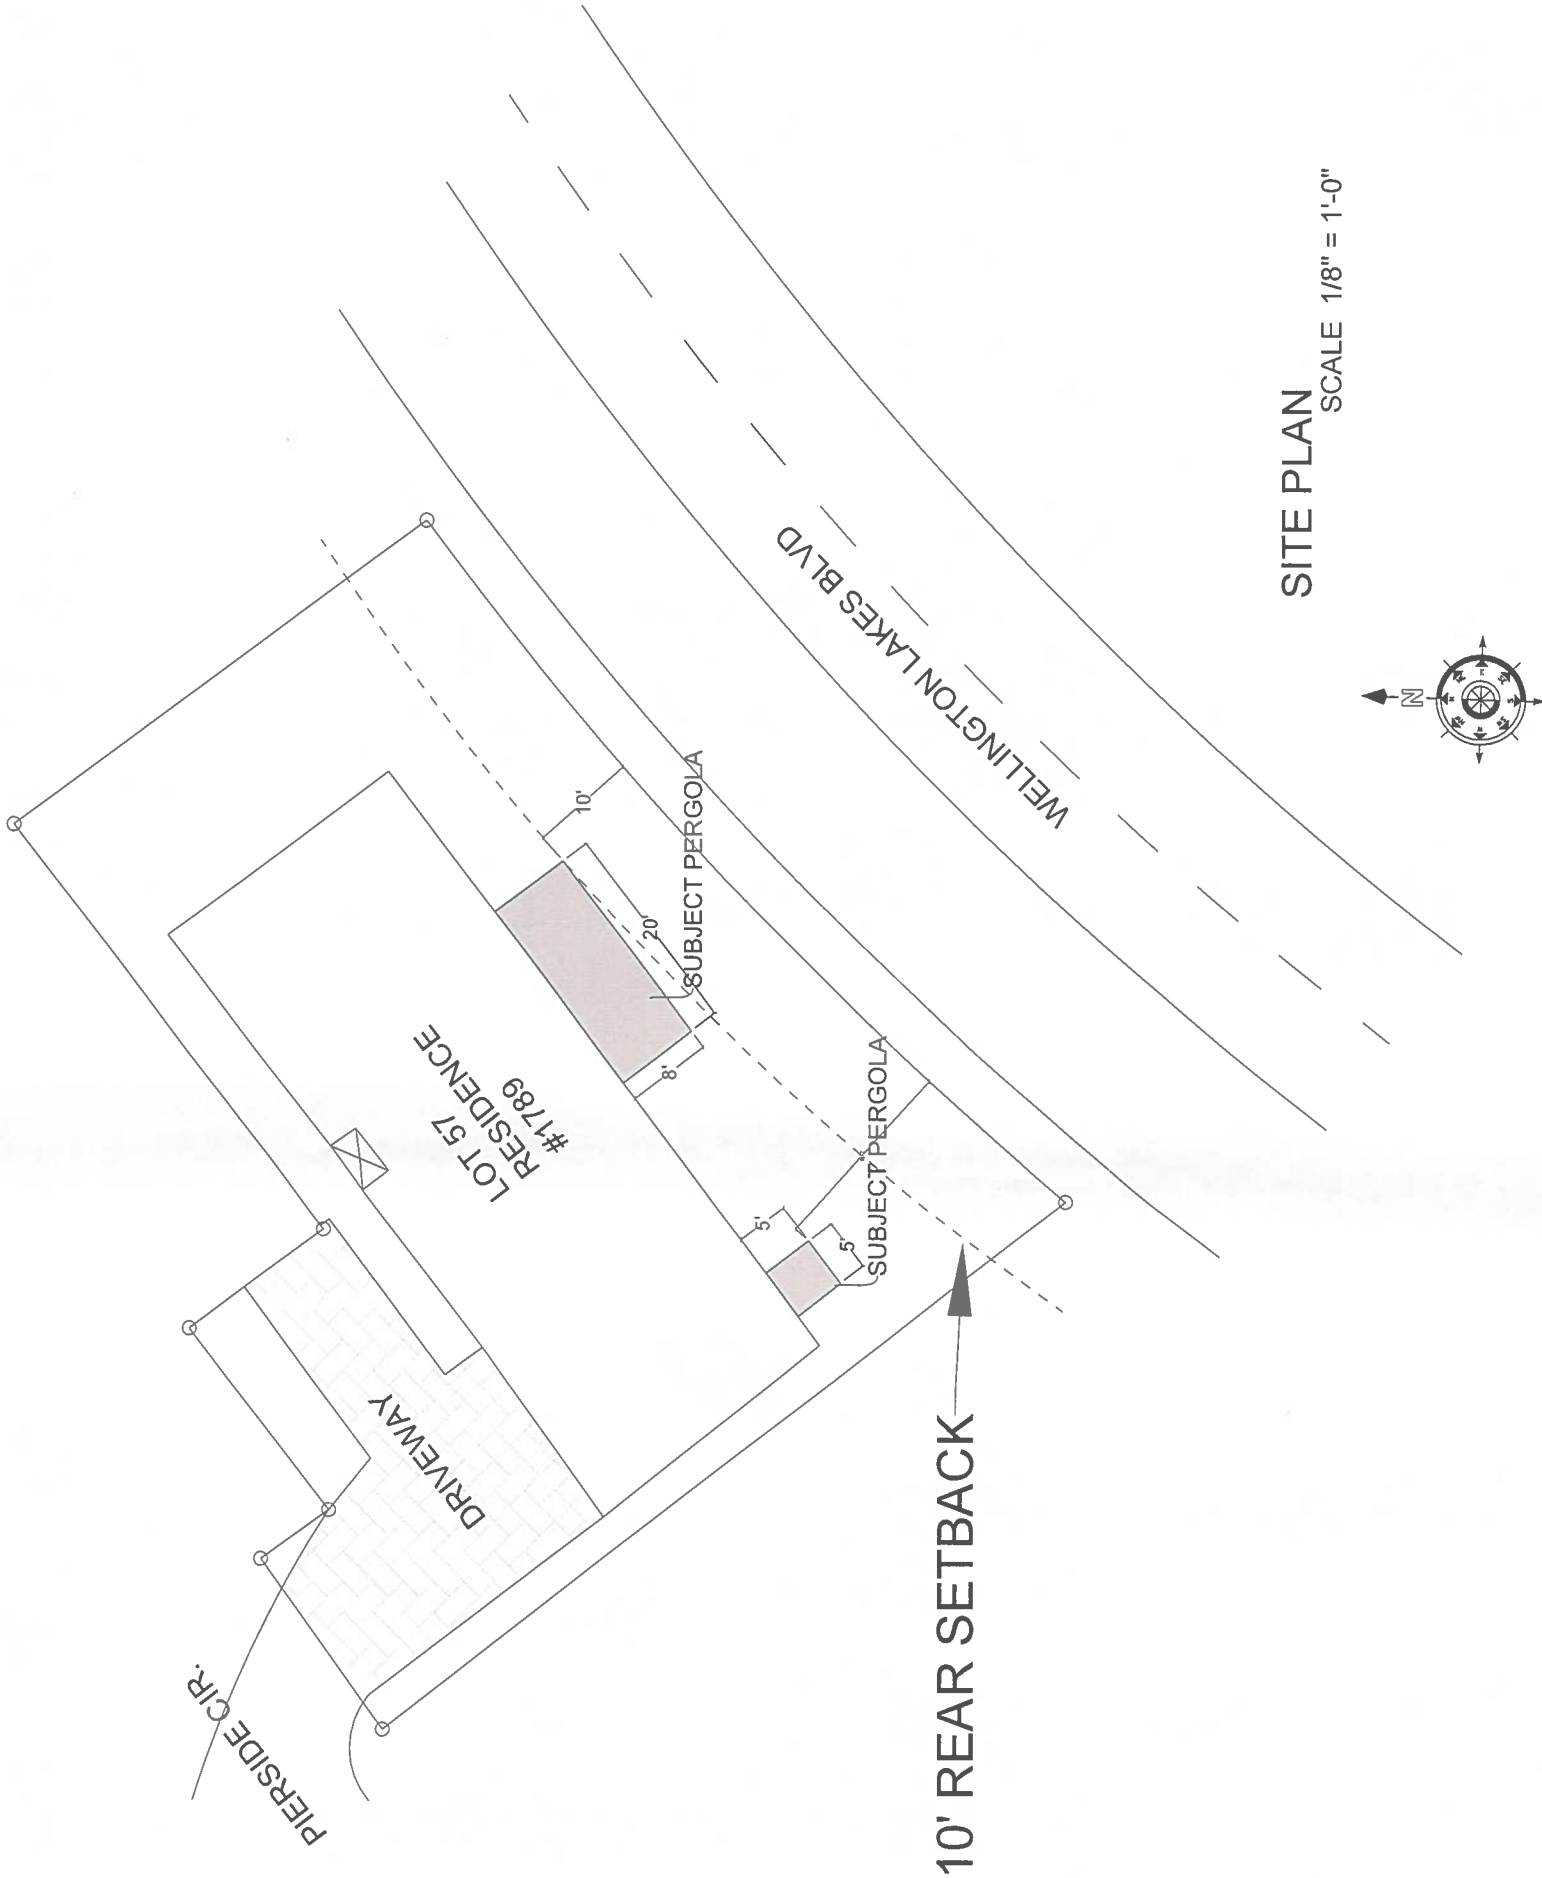 PIERSIDE CIR.
DRIVEWAY
LOT 57
RESIDENCE
#1789
10'
20'
8'
SUBJECT PERGOLA
5'
5'
SUBJECT PERGOLA
WELLINGTON LAKES BLVD
10' REAR SETBACK
SITE PLAN
SCALE 1/8" = 1'-0"
N